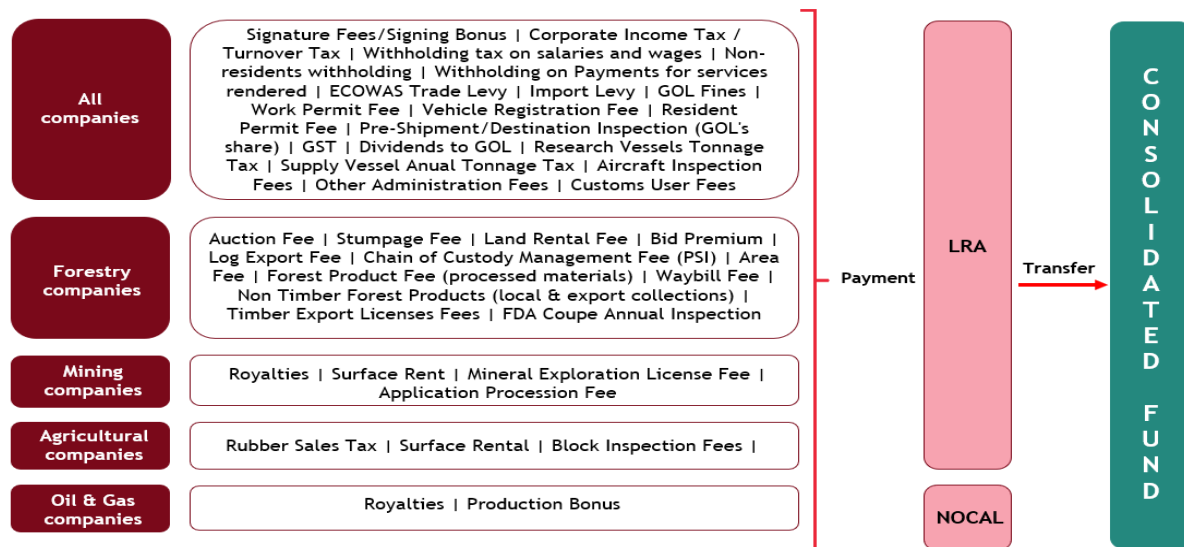 All
companies
Signature Fees/Signing Bonus | Corporate Income Tax /
Turnover Tax | Withholding tax on salaries and wages | Non-
residents withholding | Withholding on Payments for services
rendered | ECOWAS Trade Levy | Import Levy | GOL Fines |
Work Permit Fee | Vehicle Registration Fee | Resident
Permit Fee | Pre-Shipment/Destination Inspection (GOL's
share) | GST | Dividends to GOL | Research Vessels Tonnage
Tax | Supply Vessel Anual Tonnage Tax | Aircraft Inspection
Fees | Other Administration Fees | Customs User Fees
Forestry
companies
Auction Fee | Stumpage Fee | Land Rental Fee | Bid Premium |
Log Export Fee | Chain of Custody Management Fee (PSI) | Area
Fee | Forest Product Fee (processed materials) | Waybill Fee |
Non Timber Forest Products (local & export collections) |
Timber Export Licenses Fees | FDA Coupe Annual Inspection
Mining
companies
Royalties | Surface Rent | Mineral Exploration License Fee |
Application Procession Fee
Agricultural
companies
Rubber Sales Tax | Surface Rental | Block Inspection Fees |
Oil & Gas
companies
Royalties | Production Bonus
Payment
LRA
NOCAL
Transfer
CONSOLIDATED FUND